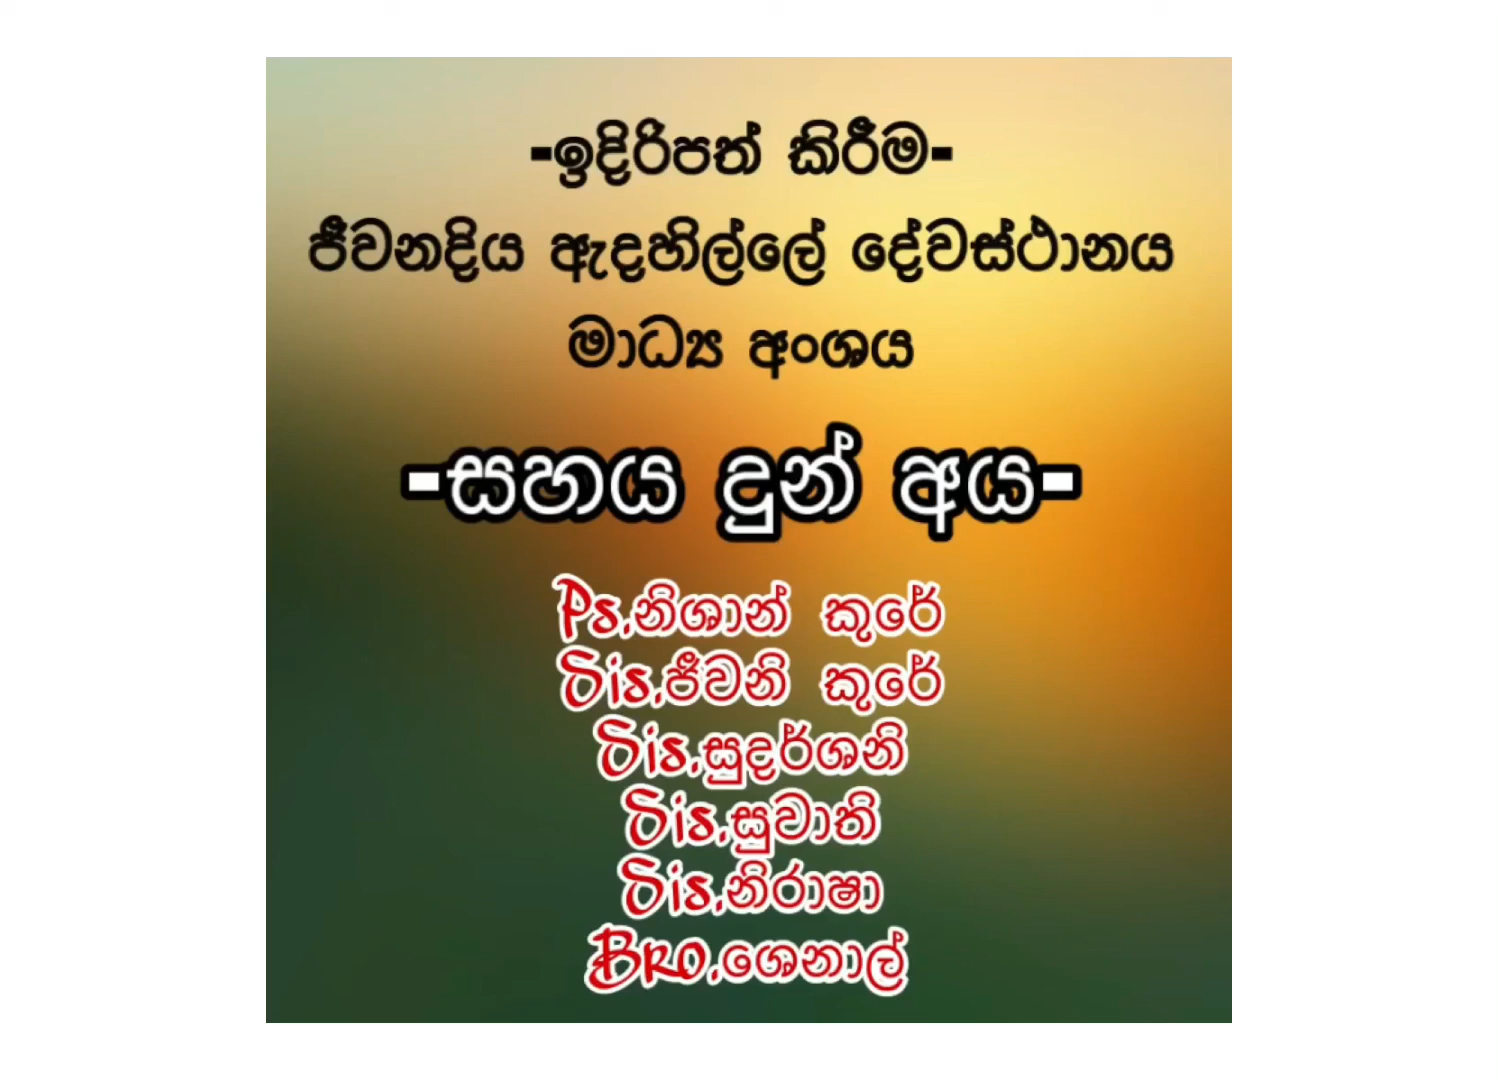 -ඉදිරිපත් කිරීම-
ජීවනදිය ඇදහිල්ලේ දේවස්ථානය
මාධ්‍ය අංශය
-සහය දුන් අය-
Ps.නිශාන් කුරේ
Sis.ජීවනි කුරේ
Sis.සුදර්ශනි
Sis.සුවාති
Sis.නිරාෂා
Bro.ශෙනාල්